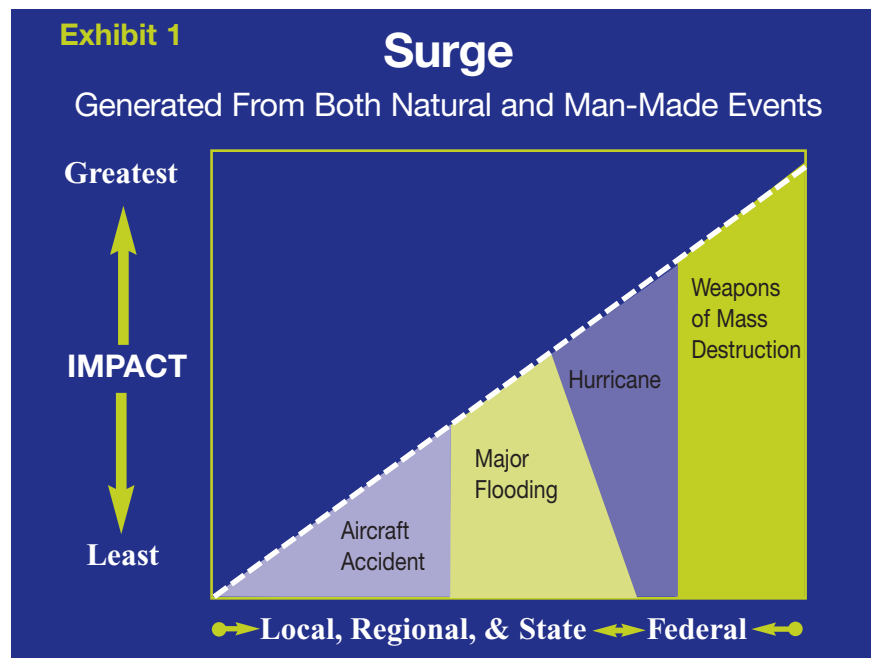 Exhibit 1
Surge
Generated From Both Natural and Man-Made Events
Greatest
IMPACT
Least
Aircraft
Accident
Major
Flooding
Hurricane
Weapons
of Mass
Destruction
Local, Regional, & State
Federal